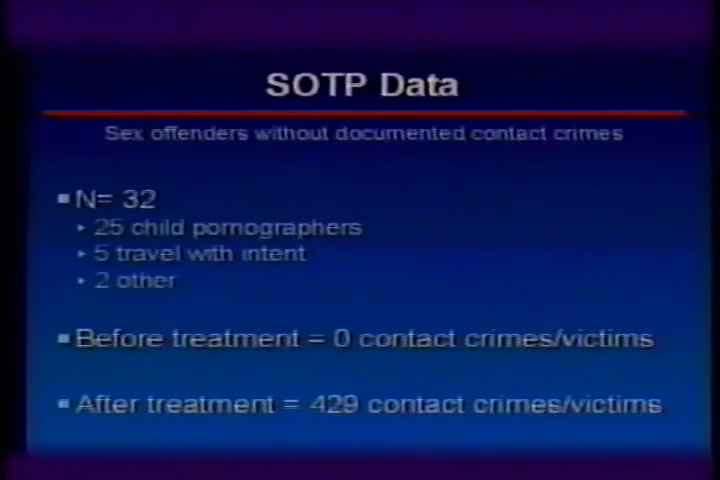 SOTP Data
Sex offenders without documented contact crimes
▪ N= 32
▸ 25 child pornographers
▸ 5 travel with intent
▸ 2 other
▪ Before treatment = 0 contact crimes/victims
▪ After treatment = 429 contact crimes/victims